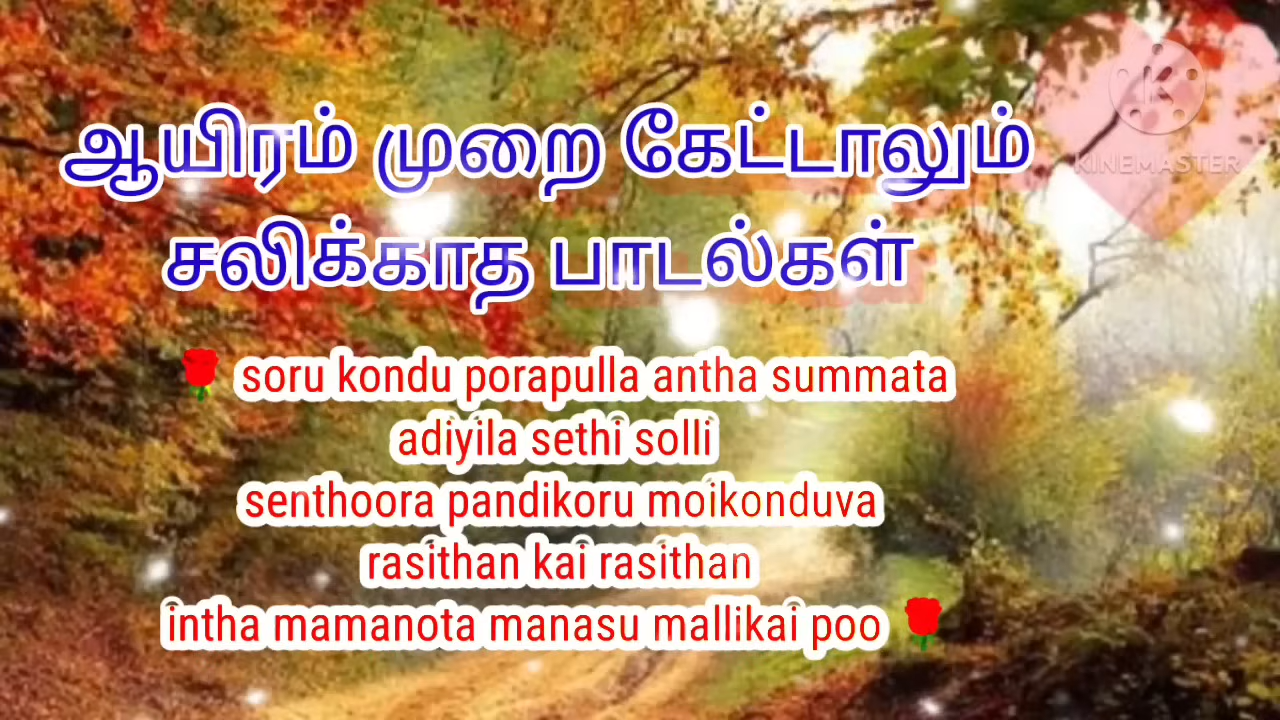 ஆயிரம் முறை கேட்டாலும்
சலிக்காத பாடல்கள்
KINEMASTER
soru kondu porapulla antha summata
adiyila sethi solli
senthoora pandikoru moikonduva
rasithan kai rasithan
intha mamanota manasu mallikai poo